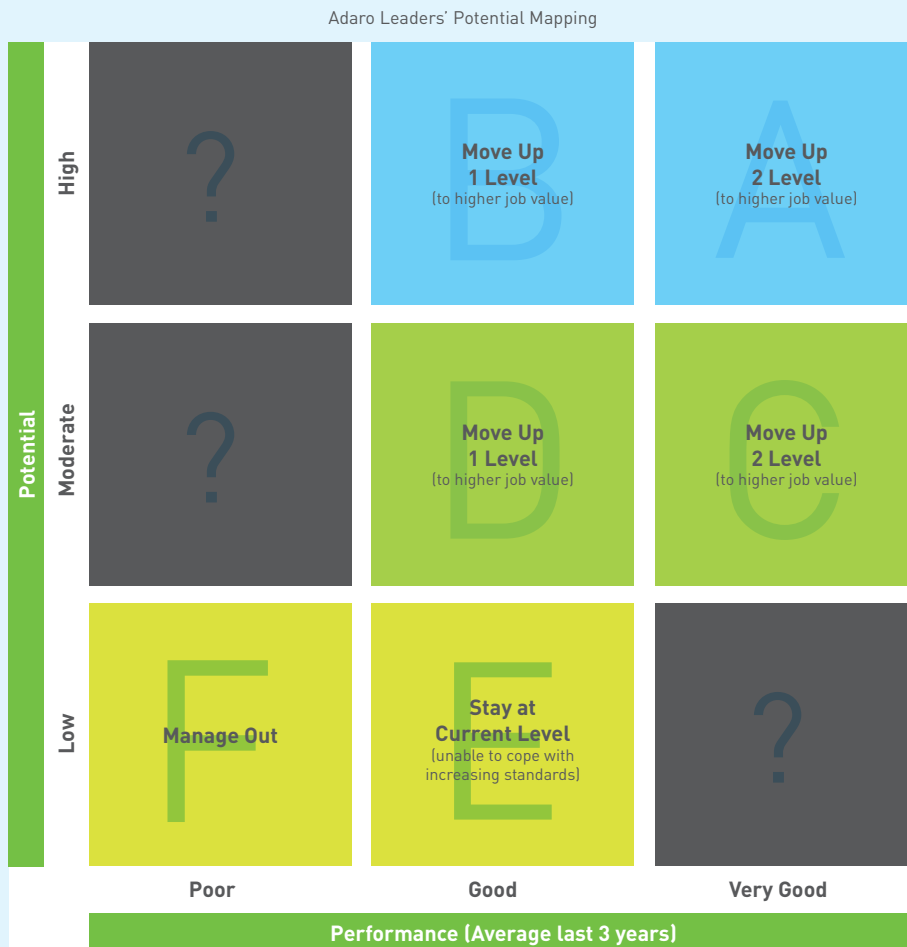 Adaro Leaders' Potential Mapping
Potential
High
?
B
Move Up
1 Level
(to higher job value)
A
Move Up
2 Level
(to higher job value)
Moderate
?
D
Move Up
1 Level
(to higher job value)
C
Move Up
2 Level
(to higher job value)
Low
F
Manage Out
E
Stay at
Current Level
(unable to cope with
increasing standards)
?
Poor
Good
Very Good
Performance (Average last 3 years)